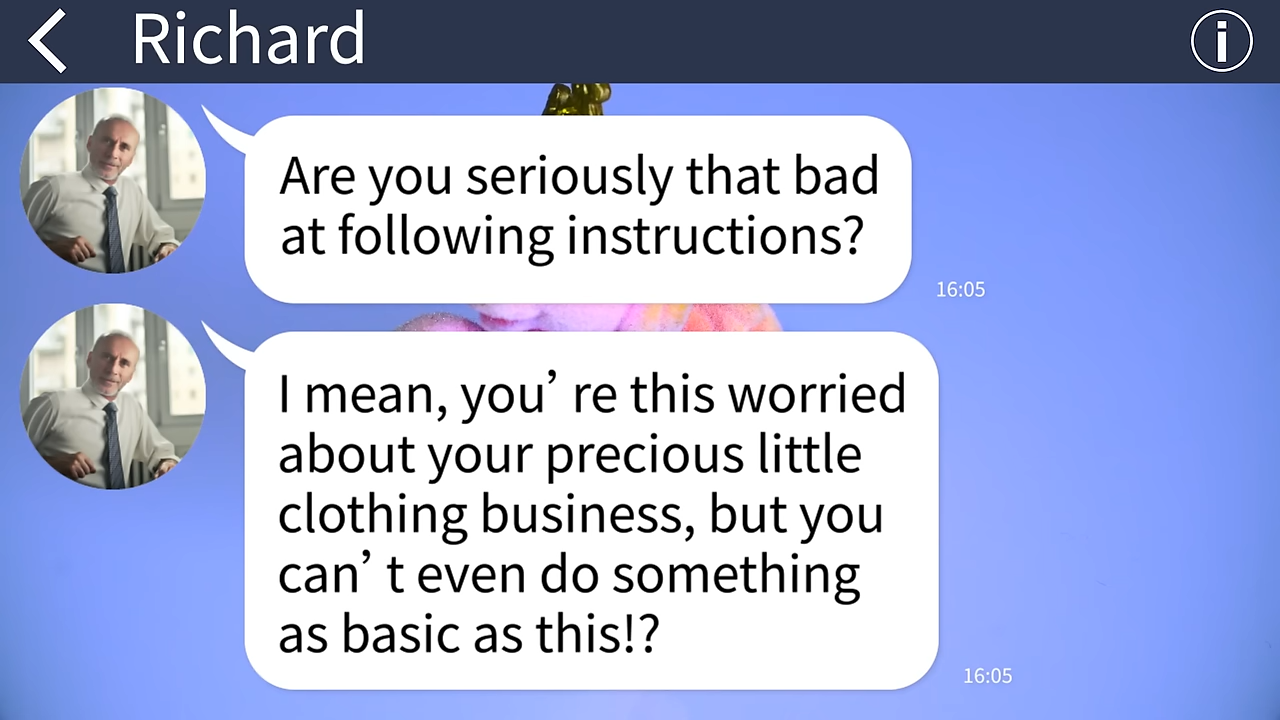 Richard
Are you seriously that bad
at following instructions?
16:05
I mean, you’ re this worried
about your precious little
clothing business, but you
can’ t even do something
as basic as this!?
16:05